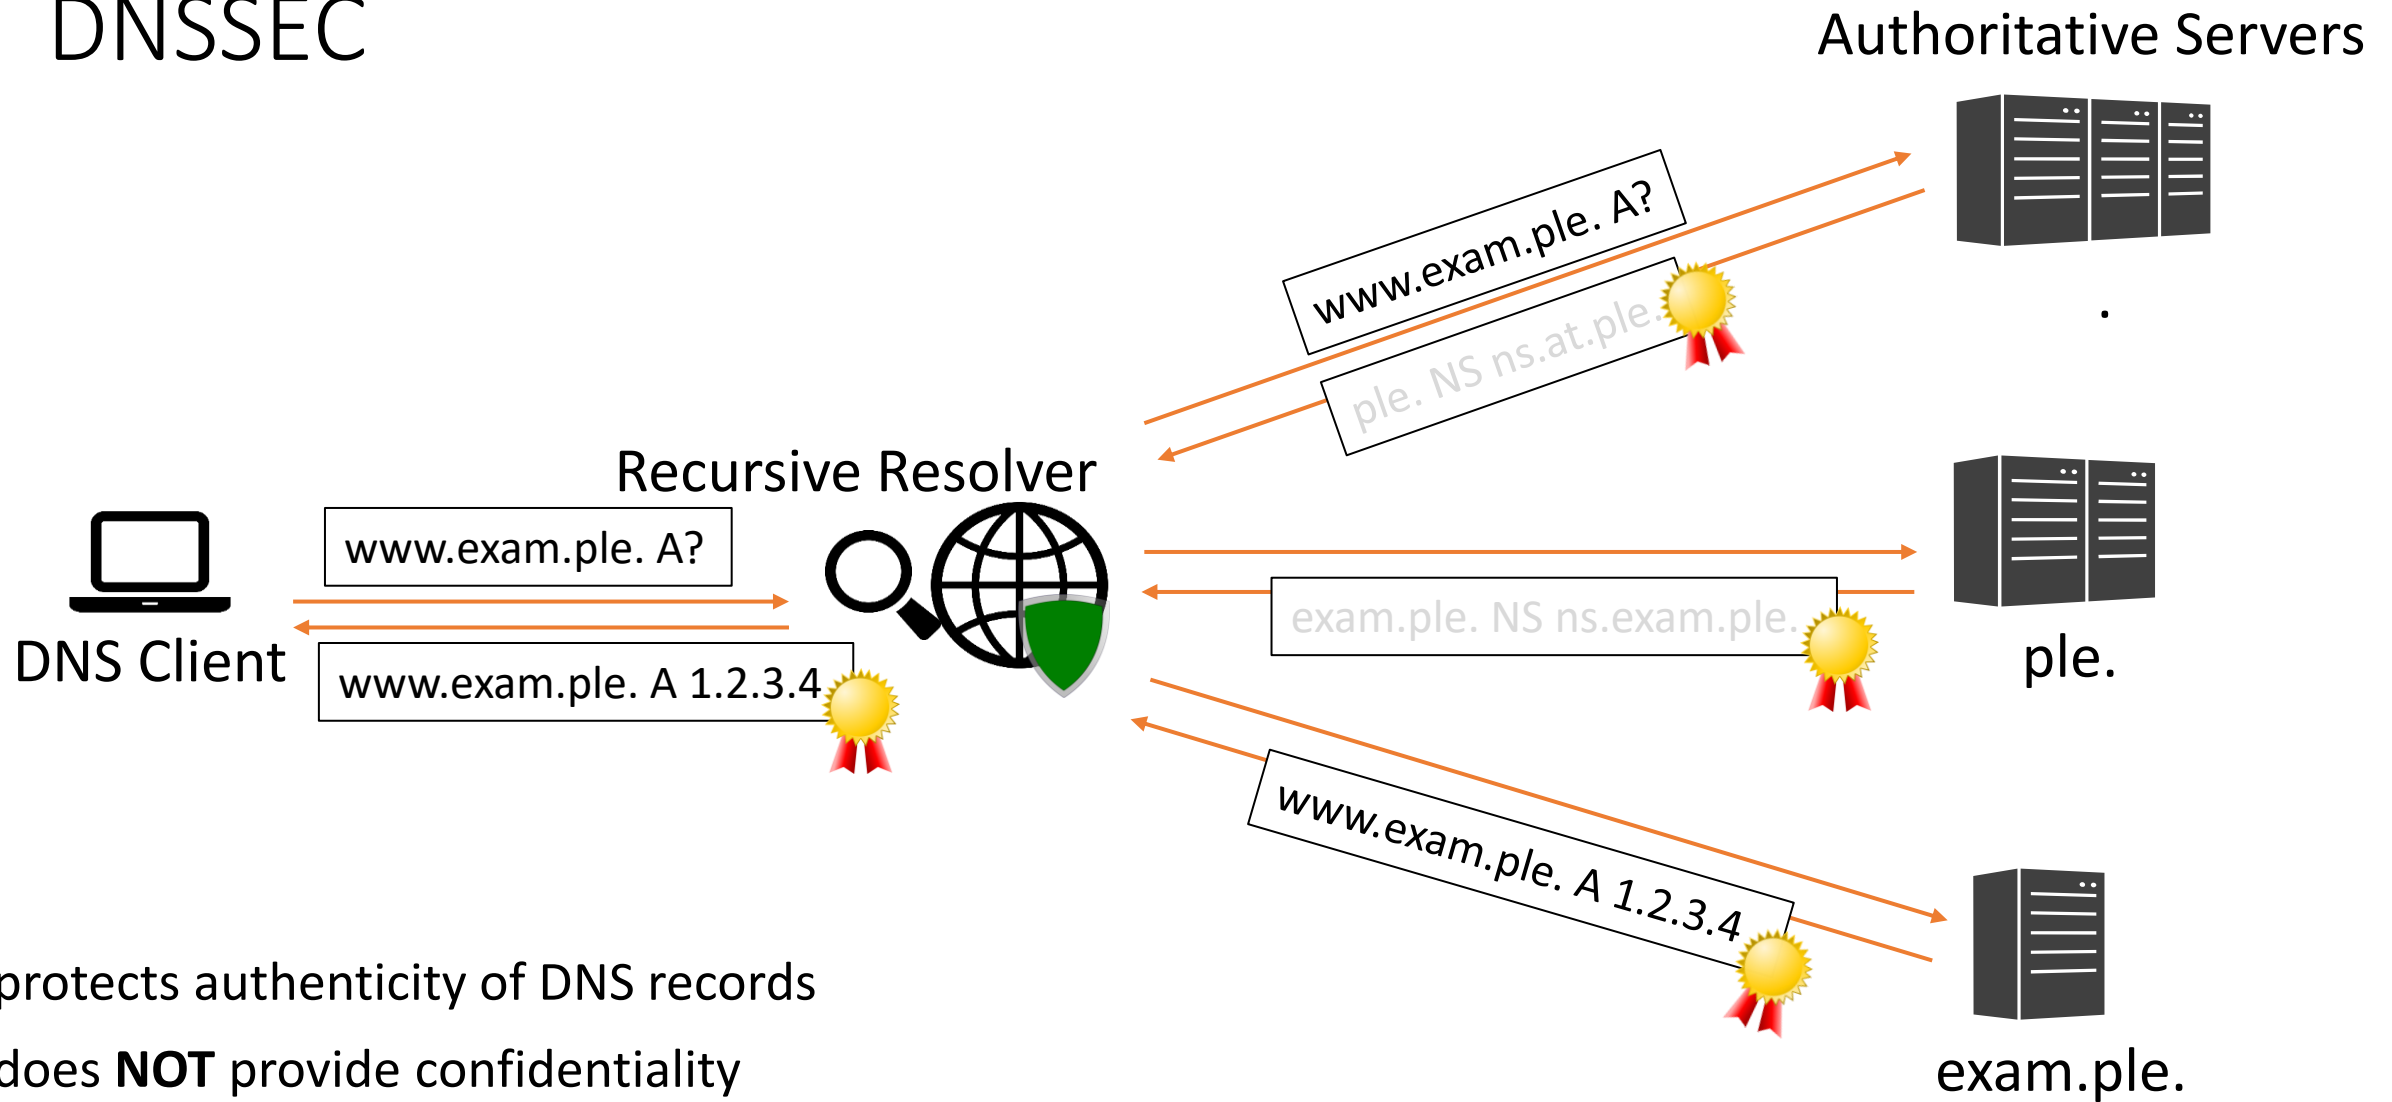 DNSSEC
Authoritative Servers
www.exam.ple. A?
ple. NS ns.at.ple.
.
Recursive Resolver
www.exam.ple. A?
DNS Client
www.exam.ple. A 1.2.3.4
exam.ple. NS ns.exam.ple.
ple.
www.exam.ple. A 1.2.3.4
exam.ple.
protects authenticity of DNS records
does NOT provide confidentiality